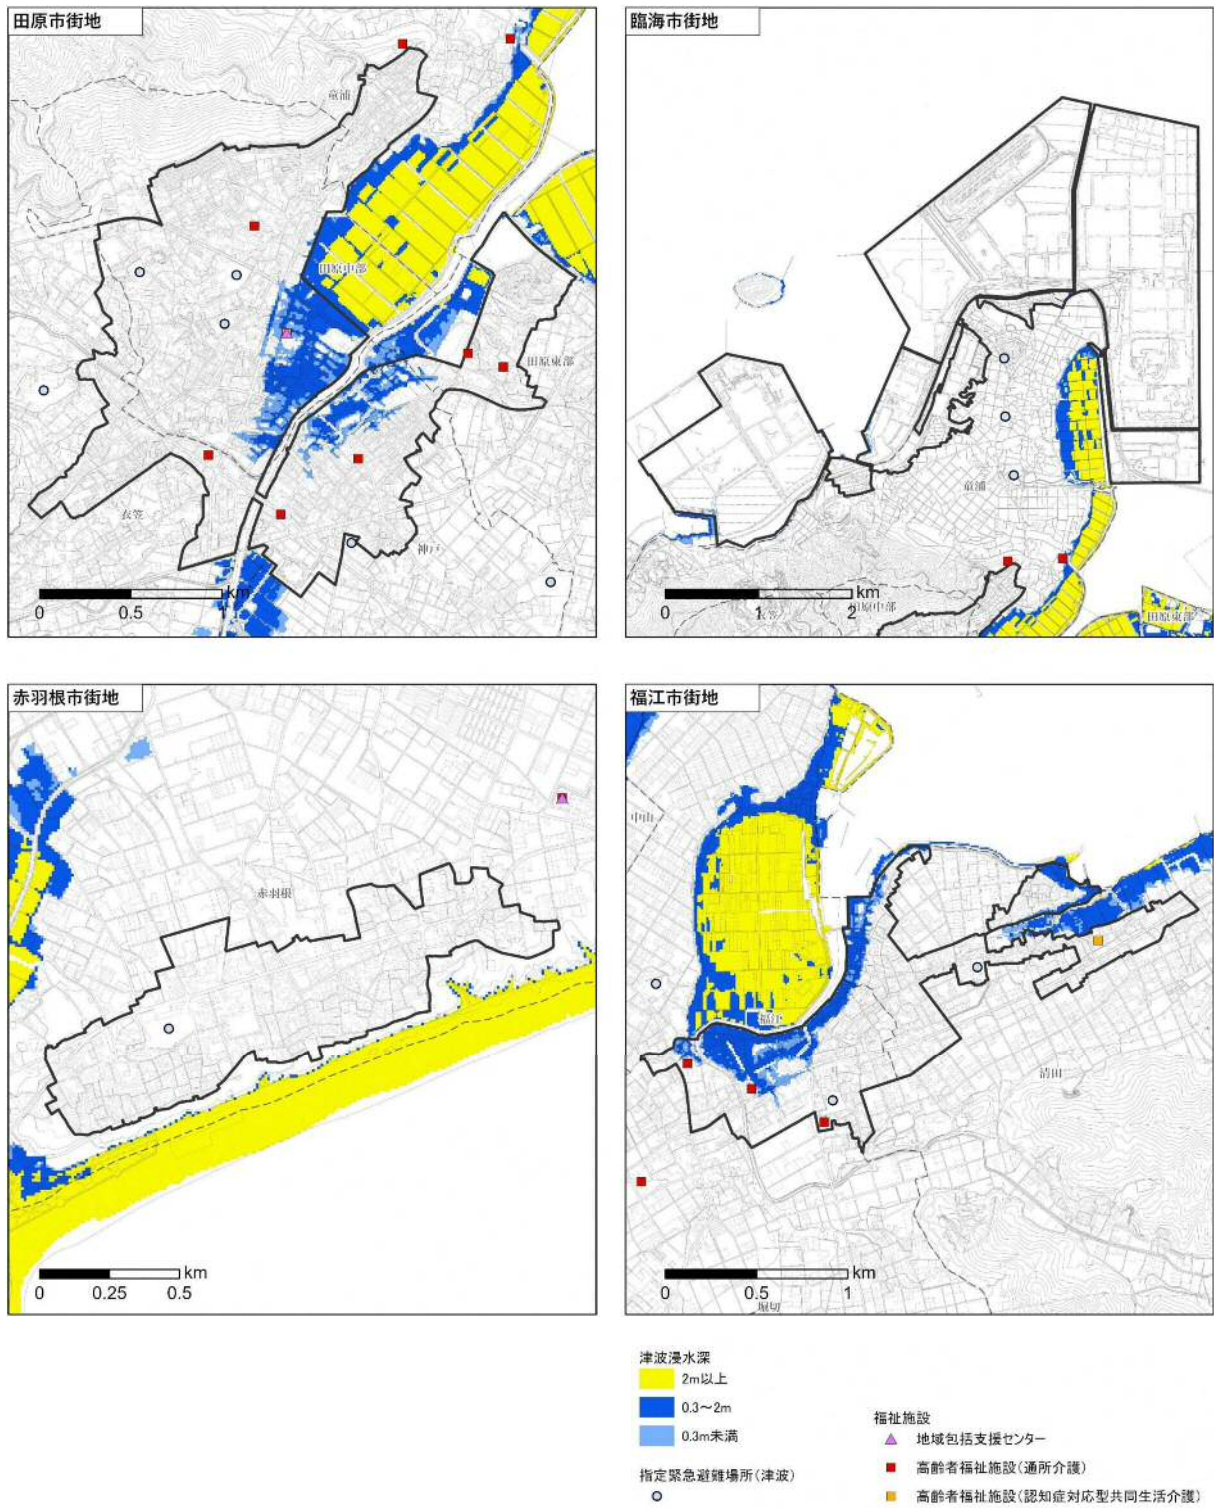 田原市街地
童浦
田原中部
田原東部
衣笠
神戸
km
0 0.5 1
臨海市街地
童浦
km
0 1 2
田原中部
衣笠
田原東部
赤羽根市街地
赤羽根
km
0 0.25 0.5
福江市街地
中山
福江
清田
km
0 0.5 1
堀切
津波浸水深
2m以上
0.3～2m
0.3m未満
指定緊急避難場所(津波)
福祉施設
地域包括支援センター
高齢者福祉施設(通所介護)
高齢者福祉施設(認知症対応型共同生活介護)